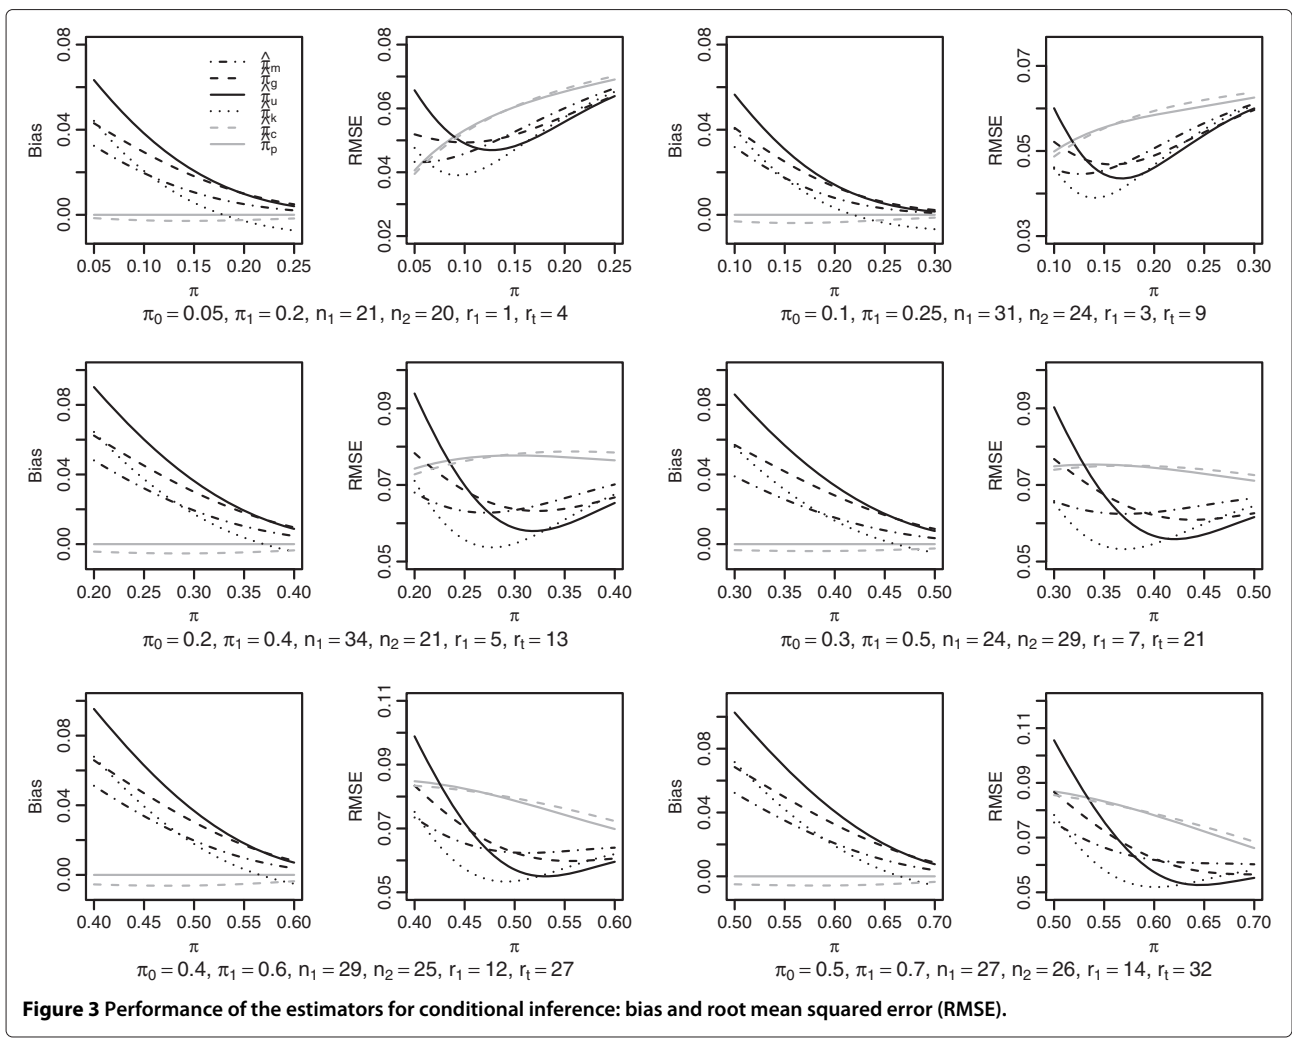 0.08
0.04
0.00
Bias
π̂m
π̂g
π̂u
π̂k
π̂c
π̂p
0.05 0.10 0.15 0.20 0.25
π
0.08
0.06
0.04
0.02
RMSE
0.05 0.10 0.15 0.20 0.25
π
π0 = 0.05, π1 = 0.2, n1 = 21, n2 = 20, r1 = 1, rt = 4
0.08
0.04
0.00
Bias
0.10 0.15 0.20 0.25 0.30
π
0.07
0.05
0.03
RMSE
0.10 0.15 0.20 0.25 0.30
π
π0 = 0.1, π1 = 0.25, n1 = 31, n2 = 24, r1 = 3, rt = 9
0.08
0.04
0.00
Bias
0.20 0.25 0.30 0.35 0.40
π
0.09
0.07
0.05
RMSE
0.20 0.25 0.30 0.35 0.40
π
π0 = 0.2, π1 = 0.4, n1 = 34, n2 = 21, r1 = 5, rt = 13
0.08
0.04
0.00
Bias
0.30 0.35 0.40 0.45 0.50
π
0.09
0.07
0.05
RMSE
0.30 0.35 0.40 0.45 0.50
π
π0 = 0.3, π1 = 0.5, n1 = 24, n2 = 29, r1 = 7, rt = 21
0.08
0.04
0.00
Bias
0.40 0.45 0.50 0.55 0.60
π
0.11
0.09
0.07
0.05
RMSE
0.40 0.45 0.50 0.55 0.60
π
π0 = 0.4, π1 = 0.6, n1 = 29, n2 = 25, r1 = 12, rt = 27
0.08
0.04
0.00
Bias
0.50 0.55 0.60 0.65 0.70
π
0.11
0.09
0.07
0.05
RMSE
0.50 0.55 0.60 0.65 0.70
π
π0 = 0.5, π1 = 0.7, n1 = 27, n2 = 26, r1 = 14, rt = 32
Figure 3 Performance of the estimators for conditional inference: bias and root mean squared error (RMSE).